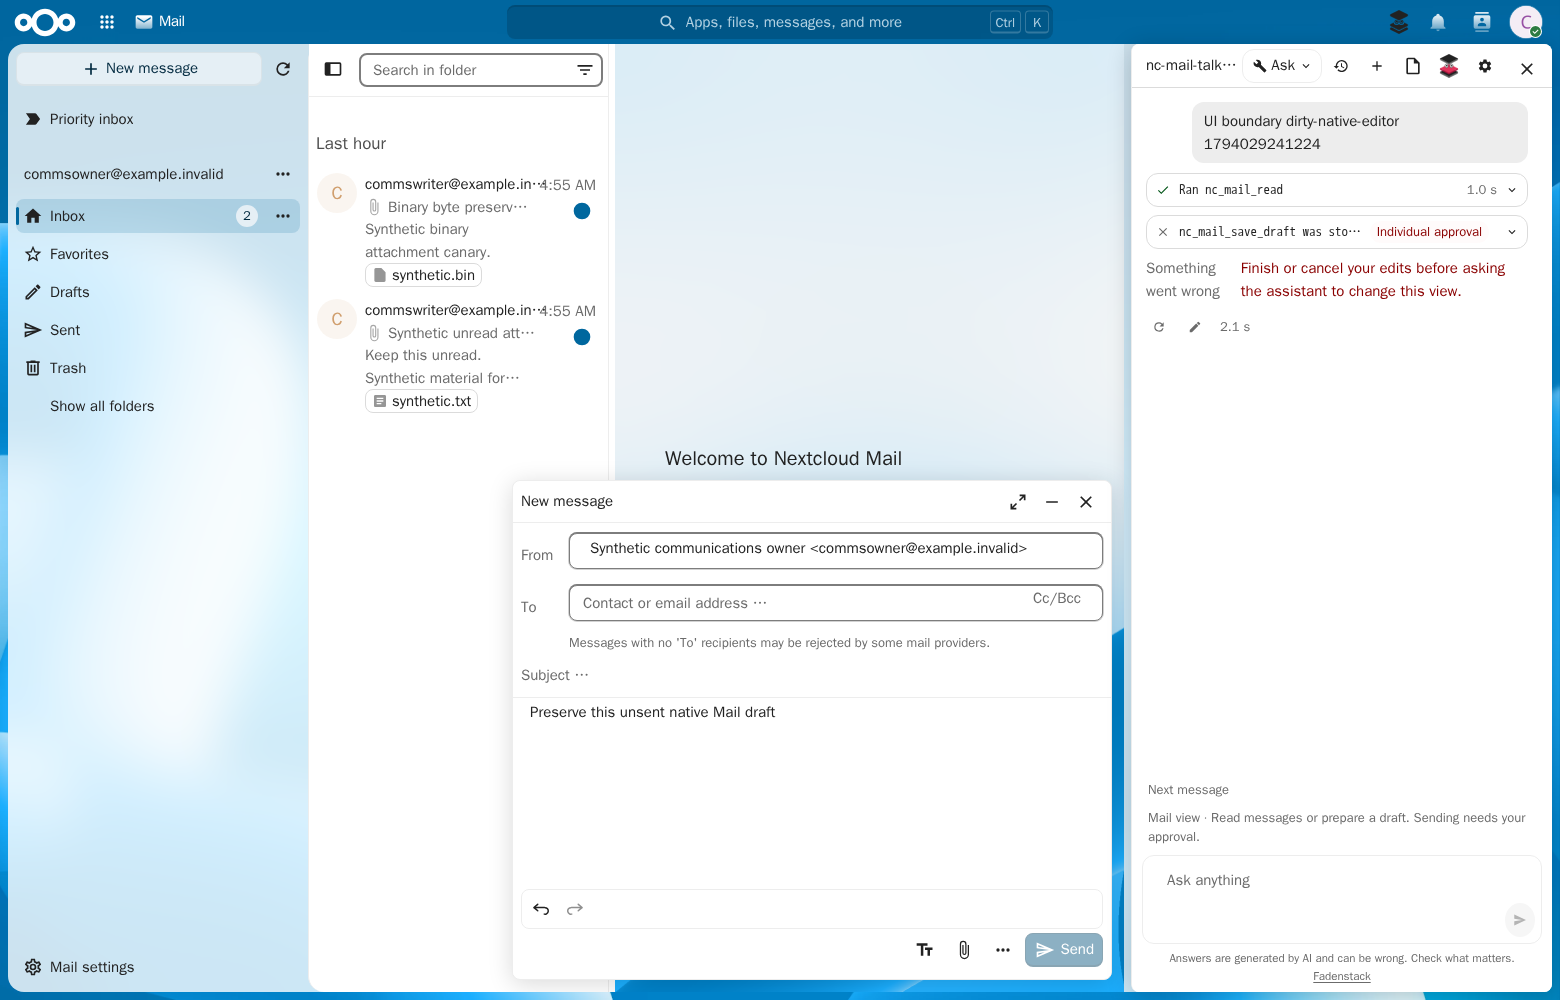 Mail
Apps, files, messages, and more
Ctrl
K
C
New message
Priority inbox
commsowner@example.invalid
Inbox
2
Favorites
Drafts
Sent
Trash
Show all folders
Mail settings
Search in folder
Last hour
C
commswriter@example.in…
4:55 AM
Binary byte preserv…
Synthetic binary
attachment canary.
synthetic.bin
C
commswriter@example.in…
4:55 AM
Synthetic unread att…
Keep this unread.
Synthetic material for…
synthetic.txt
Welcome to Nextcloud Mail
New message
From
Synthetic communications owner <commsowner@example.invalid>
To
Contact or email address …
Cc/Bcc
Messages with no 'To' recipients may be rejected by some mail providers.
Subject …
Preserve this unsent native Mail draft
Send
nc-mail-talk…
Ask
UI boundary dirty-native-editor
1794029241224
Ran nc_mail_read
1.0 s
nc_mail_save_draft was sto…
Individual approval
Something
went wrong
Finish or cancel your edits before asking
the assistant to change this view.
2.1 s
Next message
Mail view · Read messages or prepare a draft. Sending needs your
approval.
Ask anything
Answers are generated by AI and can be wrong. Check what matters.
Fadenstack